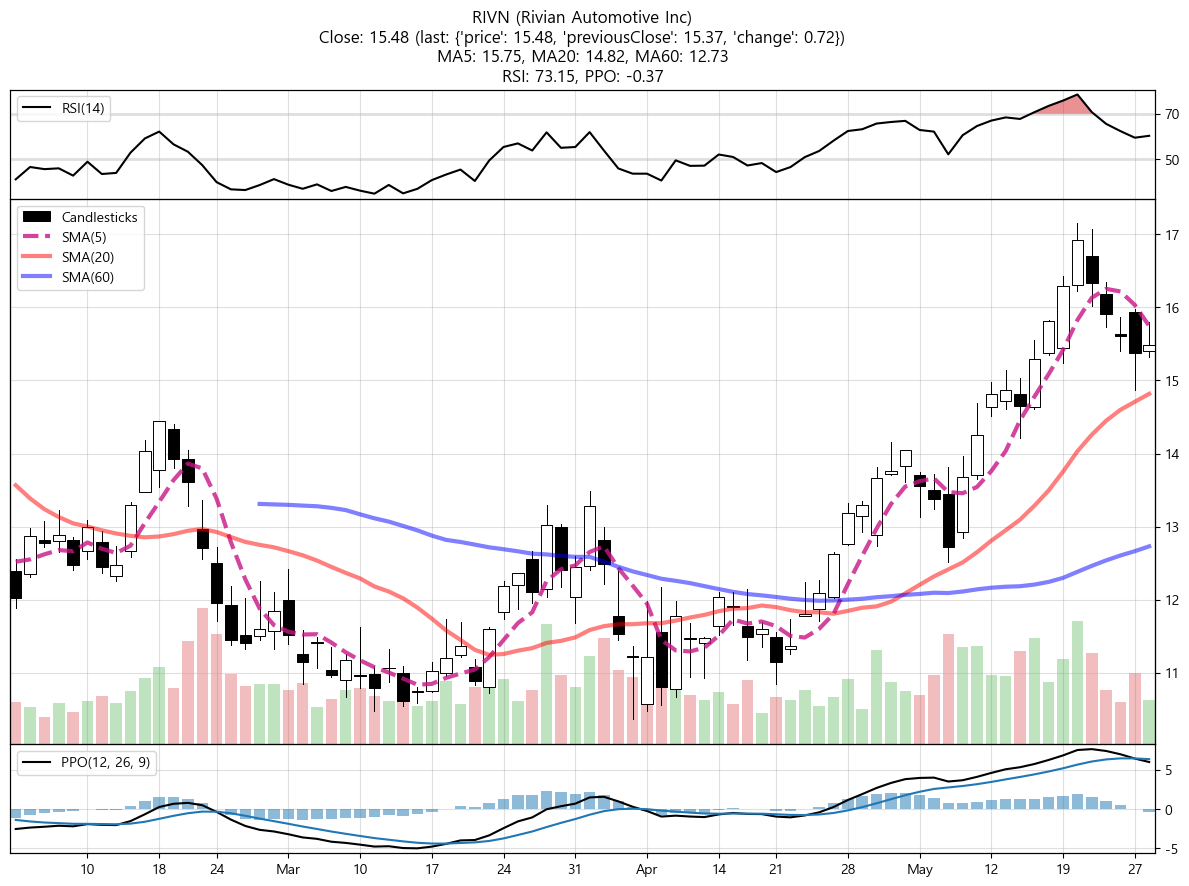 RIVN (Rivian Automotive Inc)
Close: 15.48 (last: {'price': 15.48, 'previousClose': 15.37, 'change': 0.72})
MA5: 15.75, MA20: 14.82, MA60: 12.73
RSI: 73.15, PPO: -0.37
RSI(14)
70
50
Candlesticks
SMA(5)
SMA(20)
SMA(60)
17
16
15
14
13
12
11
PPO(12, 26, 9)
5
0
-5
10 18 24 Mar 10 17 24 31 Apr 14 21 28 May 12 19 27